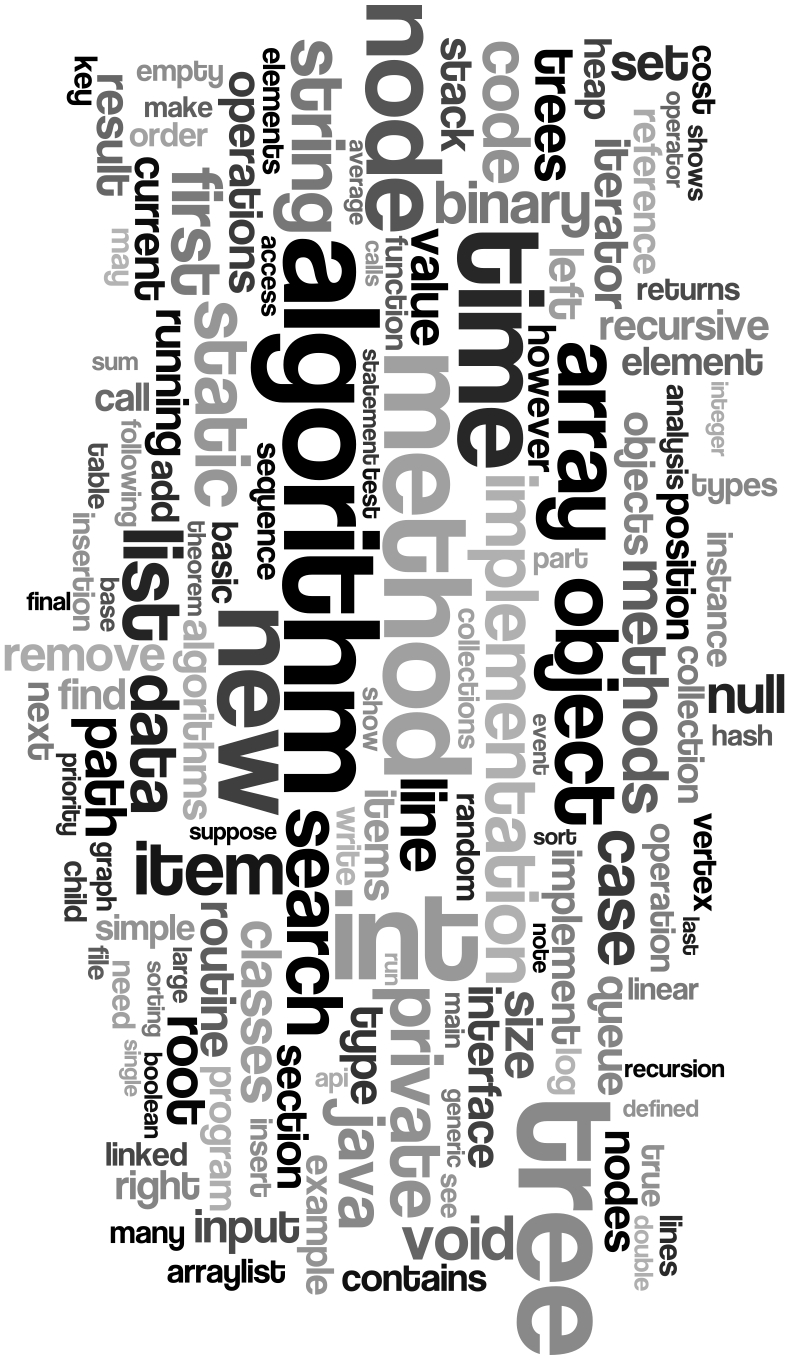 node
key
result
empty
make
order
operations
elements
string
average
stack
code
trees
heap
set
cost
operator
shows
reference
iterator
binary
current
may
first
access
calls
function
value
time
left
returns
recursive
element
algorithm
running
static
sum
call
statement
test
method
however
array
integer
analysis
objects
types
following
table
add
sequence
implementation
position
instance
insertion
list
theorem
basic
part
object
methods
final
base
remove
algorithms
new
collections
collection
null
next
find
data
show
event
hash
path
priority
line
suppose
search
items
write
random
sort
case
operation
vertex
graph
child
item
int
implement
note
last
simple
file
routine
classes
run
queue
linear
need
sorting
large
root
private
main
interface
size
log
recursion
single
boolean
program
section
type
api
java
generic
tree
defined
linked
right
insert
example
see
nodes
true
many
input
void
double
lines
arraylist
contains